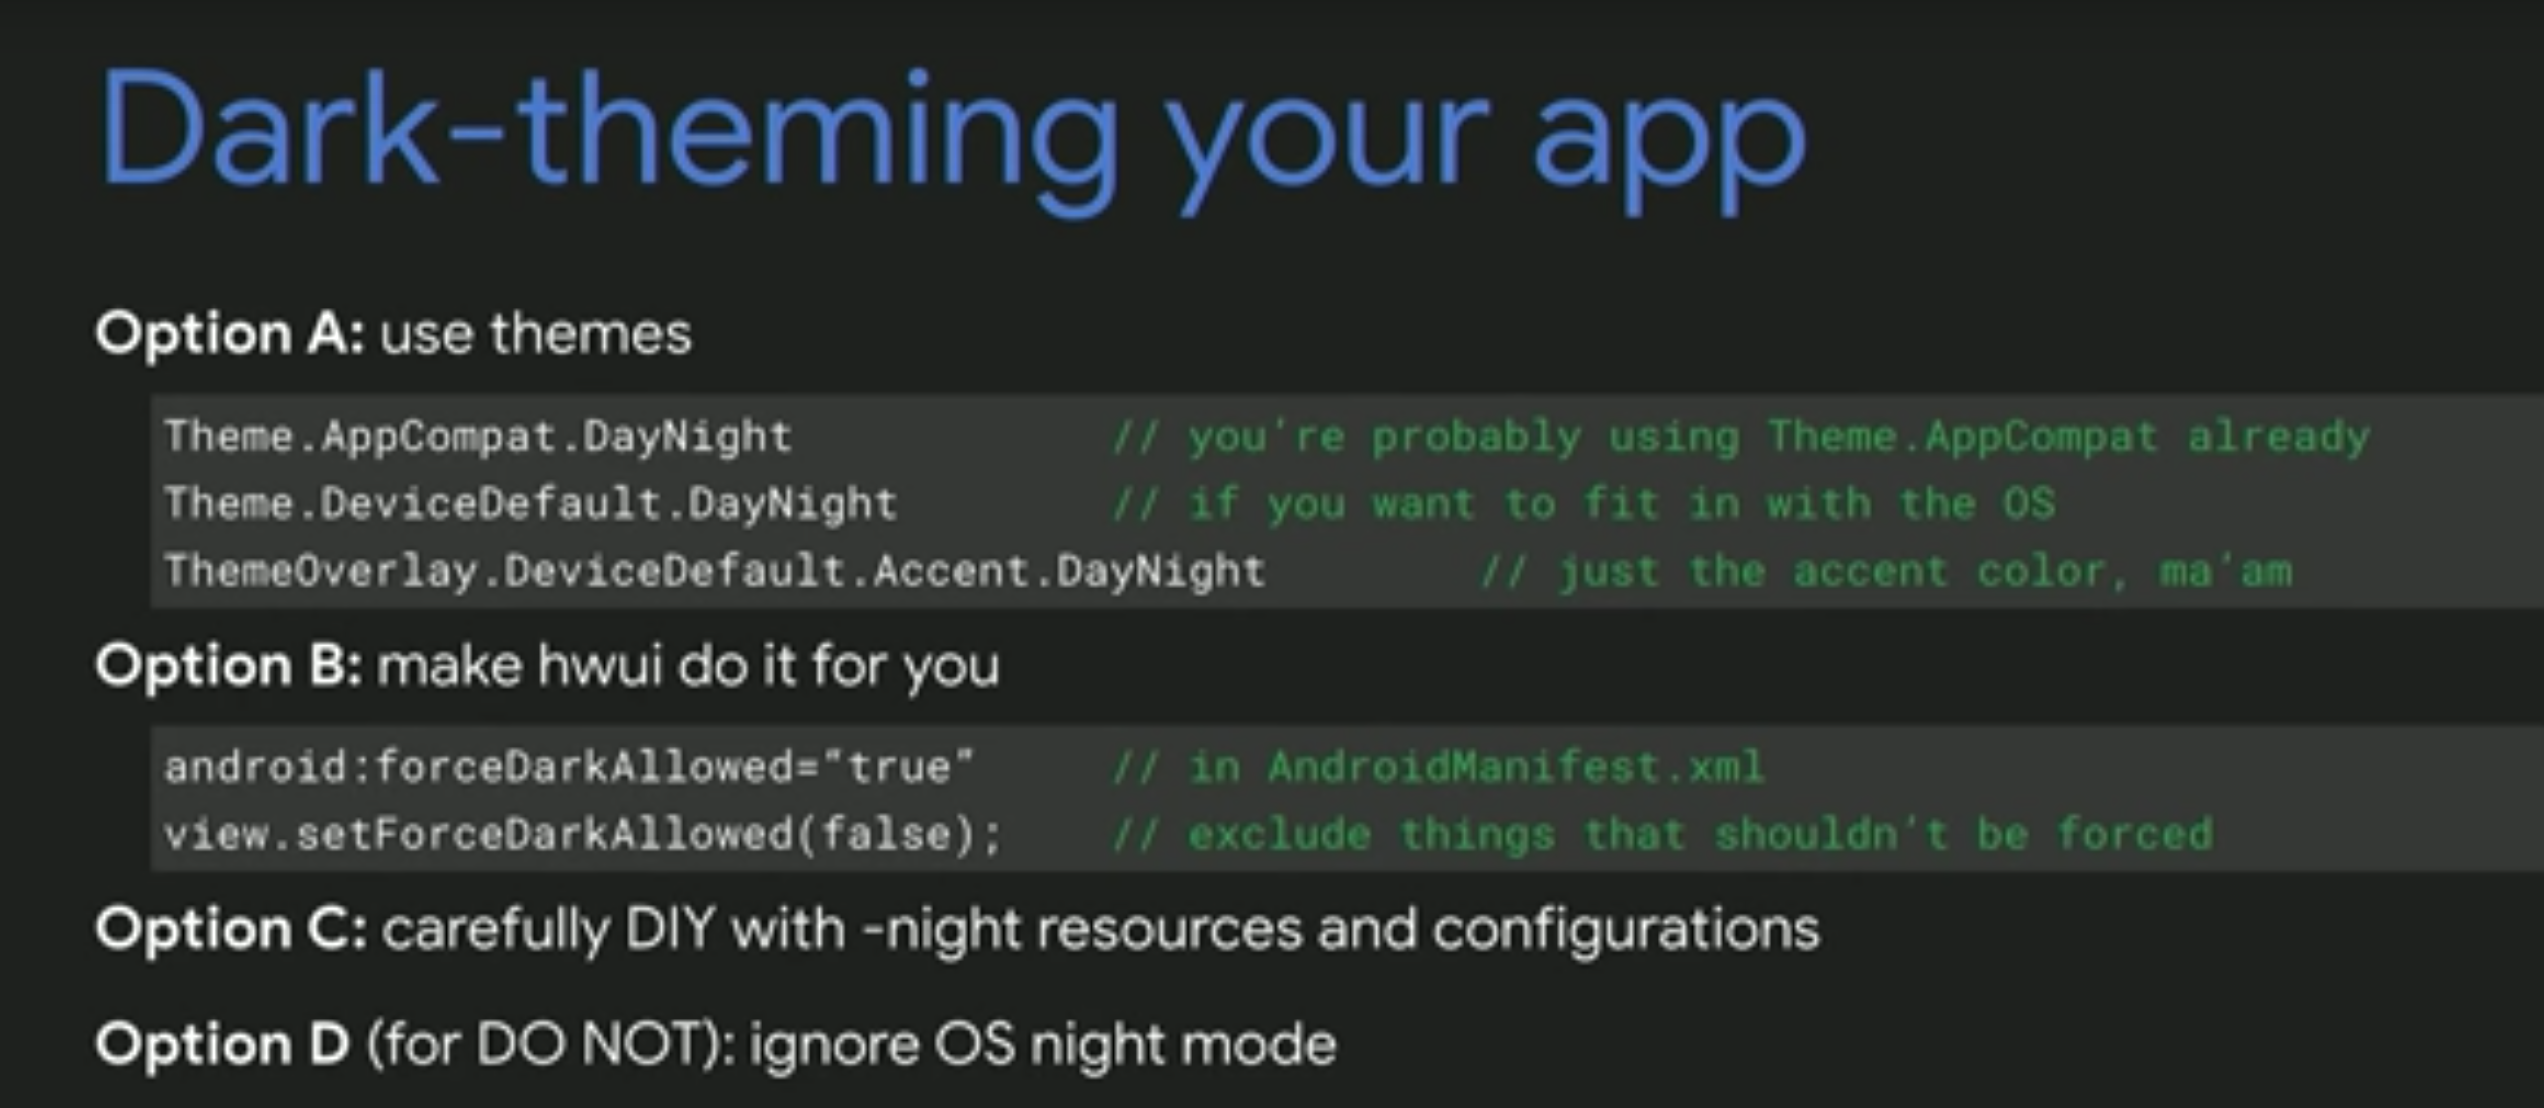 Dark-theming your app
Option A: use themes
Theme.AppCompat.DayNight // you're probably using Theme.AppCompat already
Theme.DeviceDefault.DayNight // if you want to fit in with the OS
ThemeOverlay.DeviceDefault.Accent.DayNight // just the accent color, ma'am
Option B: make hwui do it for you
android:forceDarkAllowed="true" // in AndroidManifest.xml
view.setForceDarkAllowed(false); // exclude things that shouldn't be forced
Option C: carefully DIY with -night resources and configurations
Option D (for DO NOT): ignore OS night mode